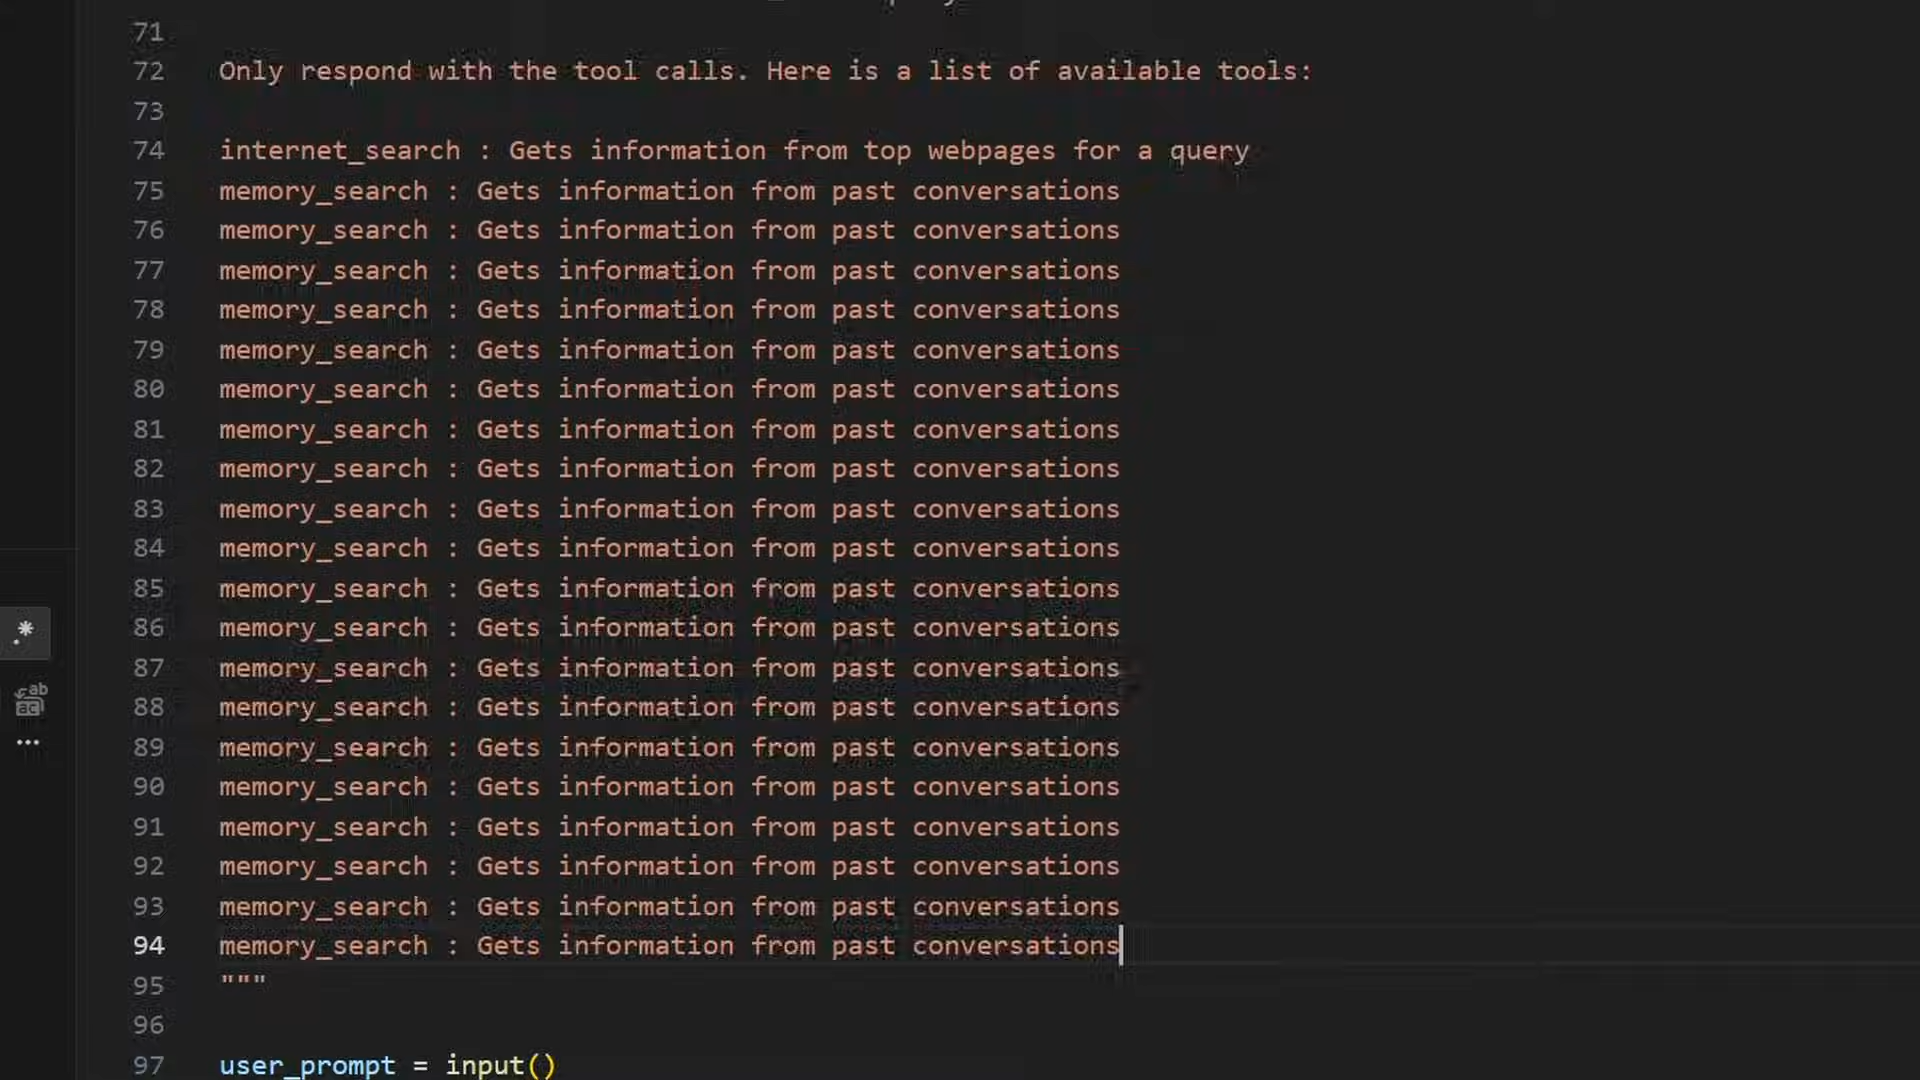 71
72 Only respond with the tool calls. Here is a list of available tools:
73
74 internet_search : Gets information from top webpages for a query
75 memory_search : Gets information from past conversations
76 memory_search : Gets information from past conversations
77 memory_search : Gets information from past conversations
78 memory_search : Gets information from past conversations
79 memory_search : Gets information from past conversations
80 memory_search : Gets information from past conversations
81 memory_search : Gets information from past conversations
82 memory_search : Gets information from past conversations
83 memory_search : Gets information from past conversations
84 memory_search : Gets information from past conversations
85 memory_search : Gets information from past conversations
86 memory_search : Gets information from past conversations
87 memory_search : Gets information from past conversations
88 memory_search : Gets information from past conversations
89 memory_search : Gets information from past conversations
90 memory_search : Gets information from past conversations
91 memory_search : Gets information from past conversations
92 memory_search : Gets information from past conversations
93 memory_search : Gets information from past conversations
94 memory_search : Gets information from past conversations
95 """
96
97 user_prompt = input()
.*
ab
ac
...